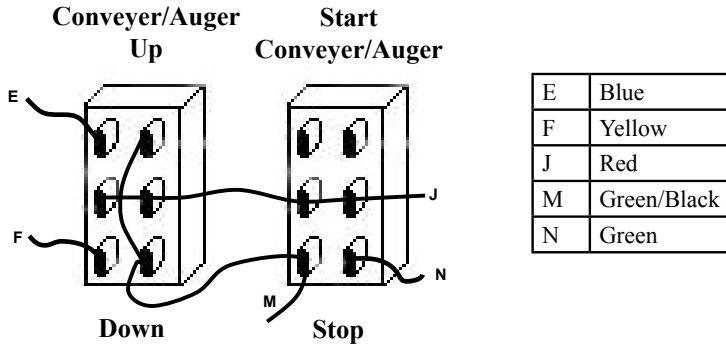 Conveyer/Auger
Up
Start
Conveyer/Auger
E
F
J
N
M
Down
Stop
E Blue
F Yellow
J Red
M Green/Black
N Green